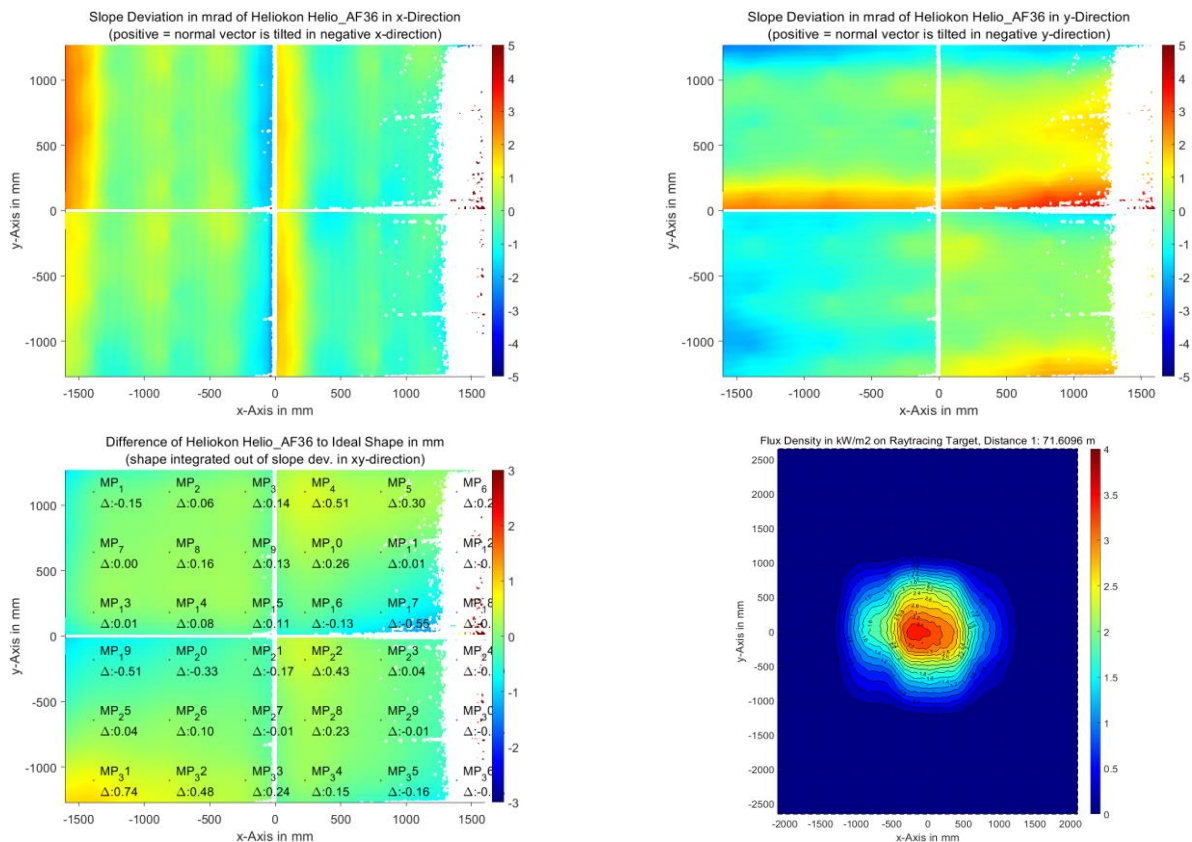 Slope Deviation in mrad of Heliokon Helio_AF36 in x-Direction
(positive = normal vector is tilted in negative x-direction)
1000
500
0
-500
-1000
y-Axis in mm
-1500 -1000 -500 0 500 1000 1500
x-Axis in mm
5
4
3
2
1
0
-1
-2
-3
-4
-5
Slope Deviation in mrad of Heliokon Helio_AF36 in y-Direction
(positive = normal vector is tilted in negative y-direction)
1000
500
0
-500
-1000
y-Axis in mm
-1500 -1000 -500 0 500 1000 1500
x-Axis in mm
5
4
3
2
1
0
-1
-2
-3
-4
-5
Difference of Heliokon Helio_AF36 to Ideal Shape in mm
(shape integrated out of slope dev. in xy-direction)
1000
500
0
-500
-1000
y-Axis in mm
MP1 MP2 MP3 MP4 MP5 MP6
Δ:-0.15 Δ:0.06 Δ:0.14 Δ:0.51 Δ:0.30 Δ:0.2
MP7 MP8 MP9 MP10 MP11 MP12
Δ:0.00 Δ:0.16 Δ:0.13 Δ:0.26 Δ:0.01 Δ:-0.
MP13 MP14 MP15 MP16 MP17 MP18
Δ:0.01 Δ:0.08 Δ:0.11 Δ:-0.13 Δ:-0.55 Δ:-0.
MP19 MP20 MP21 MP22 MP23 MP24
Δ:-0.51 Δ:-0.33 Δ:-0.17 Δ:0.43 Δ:0.04 Δ:-0.
MP25 MP26 MP27 MP28 MP29 MP30
Δ:0.04 Δ:0.10 Δ:-0.01 Δ:0.23 Δ:-0.01 Δ:-0.
MP31 MP32 MP33 MP34 MP35 MP36
Δ:0.74 Δ:0.48 Δ:0.24 Δ:0.15 Δ:-0.16 Δ:-0.
-1500 -1000 -500 0 500 1000 1500
x-Axis in mm
3
2
1
0
-1
-2
-3
Flux Density in kW/m2 on Raytracing Target, Distance 1: 71.6096 m
2500
2000
1500
1000
500
0
-500
-1000
-1500
-2000
-2500
y-Axis in mm
-2000 -1500 -1000 -500 0 500 1000 1500 2000
x-Axis in mm
4
3.5
3
2.5
2
1.5
1
0.5
0